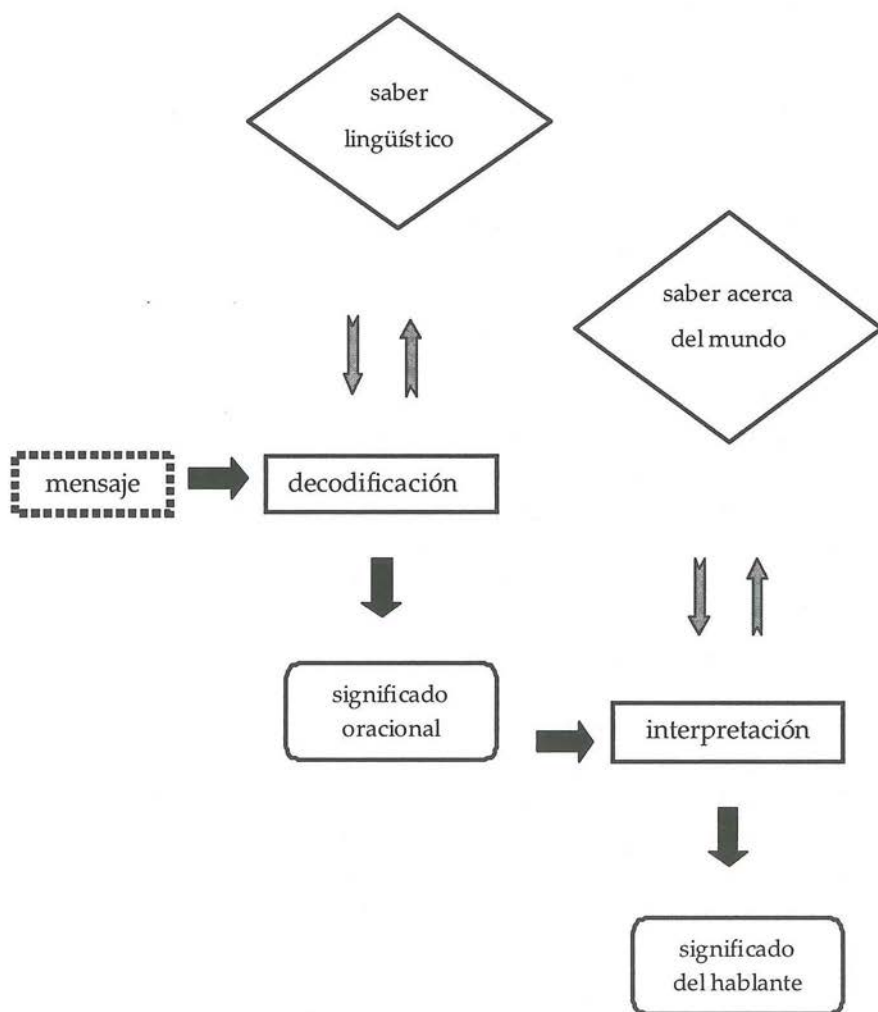 saber
lingüístico
saber acerca
del mundo
mensaje
decodificación
significado
oracional
interpretación
significado
del hablante